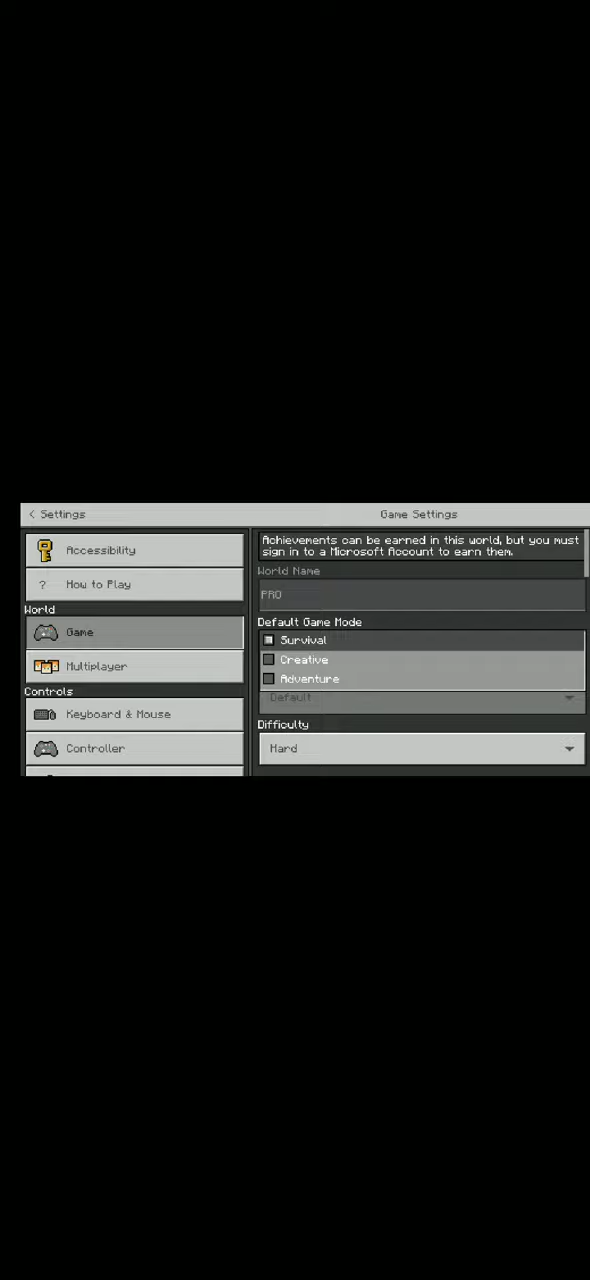 < Settings
Game Settings
Accessibility
? How to Play
World
Game
Multiplayer
Controls
Keyboard & Mouse
Controller
Achievements can be earned in this world, but you must
sign in to a Microsoft Account to earn them.
World Name
PRO
Default Game Mode
Survival
Creative
Adventure
Default
Difficulty
Hard